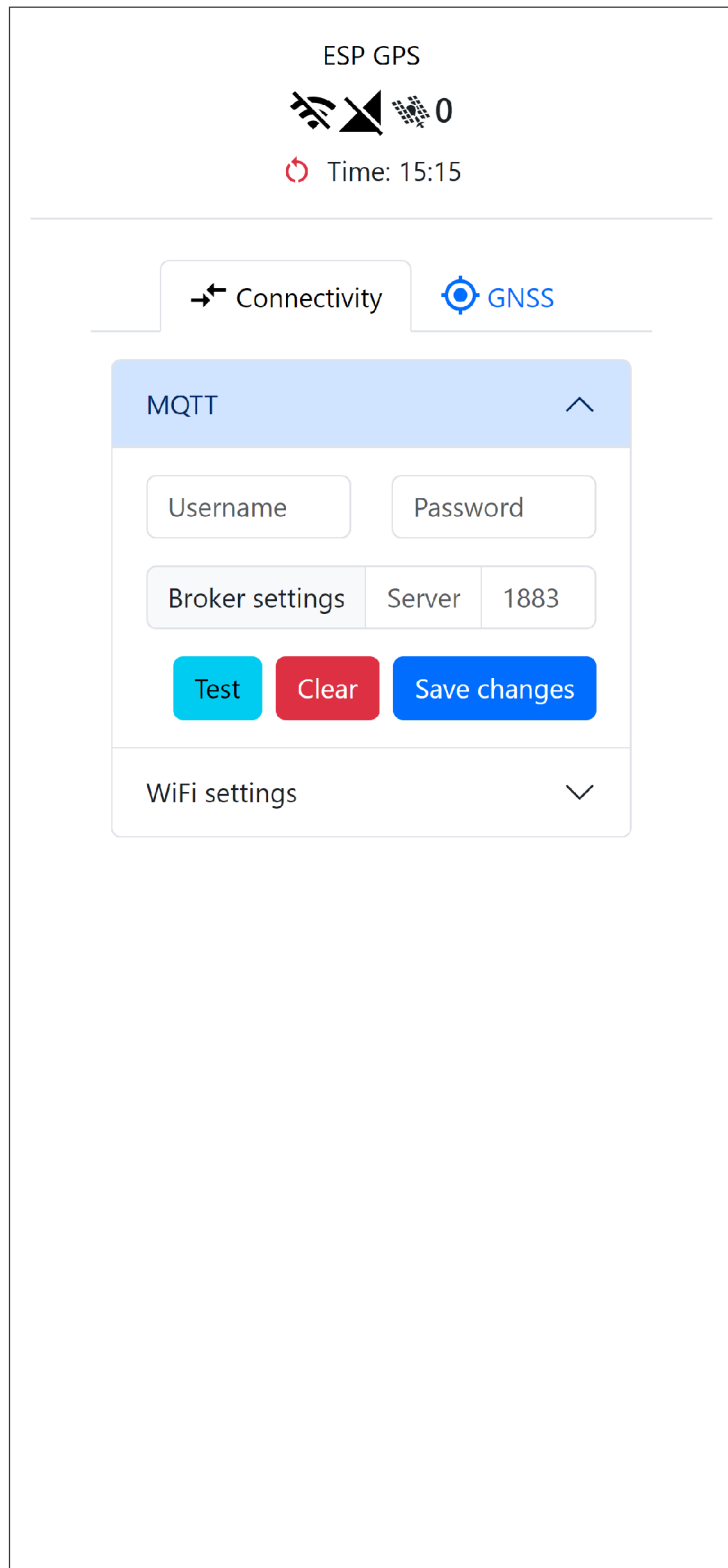 ESP GPS
0
Time: 15:15
Connectivity GNSS
MQTT
Username Password
Broker settings Server 1883
Test Clear Save changes
WiFi settings